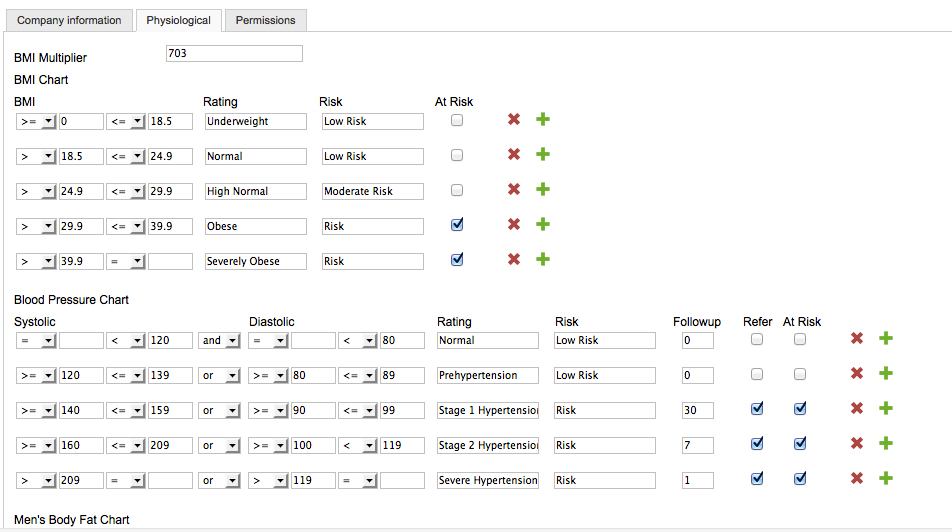 Company information Physiological Permissions
BMI Multiplier 703
BMI Chart
BMI Rating Risk At Risk
>= 0 <= 18.5 Underweight Low Risk
> 18.5 <= 24.9 Normal Low Risk
> 24.9 <= 29.9 High Normal Moderate Risk
> 29.9 <= 39.9 Obese Risk
> 39.9 = Severely Obese Risk
Blood Pressure Chart
Systolic Diastolic Rating Risk Followup Refer At Risk
= < 120 and = < 80 Normal Low Risk 0
>= 120 <= 139 or >= 80 <= 89 Prehypertension Low Risk 0
>= 140 <= 159 or >= 90 <= 99 Stage 1 Hypertension Risk 30
>= 160 <= 209 or >= 100 < 119 Stage 2 Hypertension Risk 7
> 209 = or > 119 = Severe Hypertension Risk 1
Men's Body Fat Chart